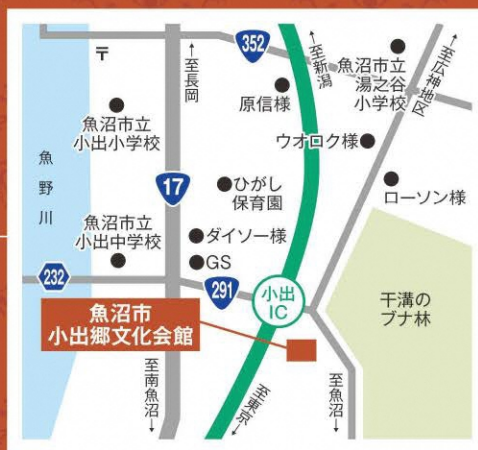 352
〒
↑至長岡
←至新潟
←至広神地区
原信様
魚沼市立
湯之谷
小学校
魚沼市立
小出小学校
ウオロク様
魚野川
17
ひがし
保育園
ローソン様
魚沼市立
小出中学校
ダイソー様
GS
232
291
小出
IC
干溝の
ブナ林
魚沼市
小出郷文化会館
至南魚沼→
至東京→
至魚沼→